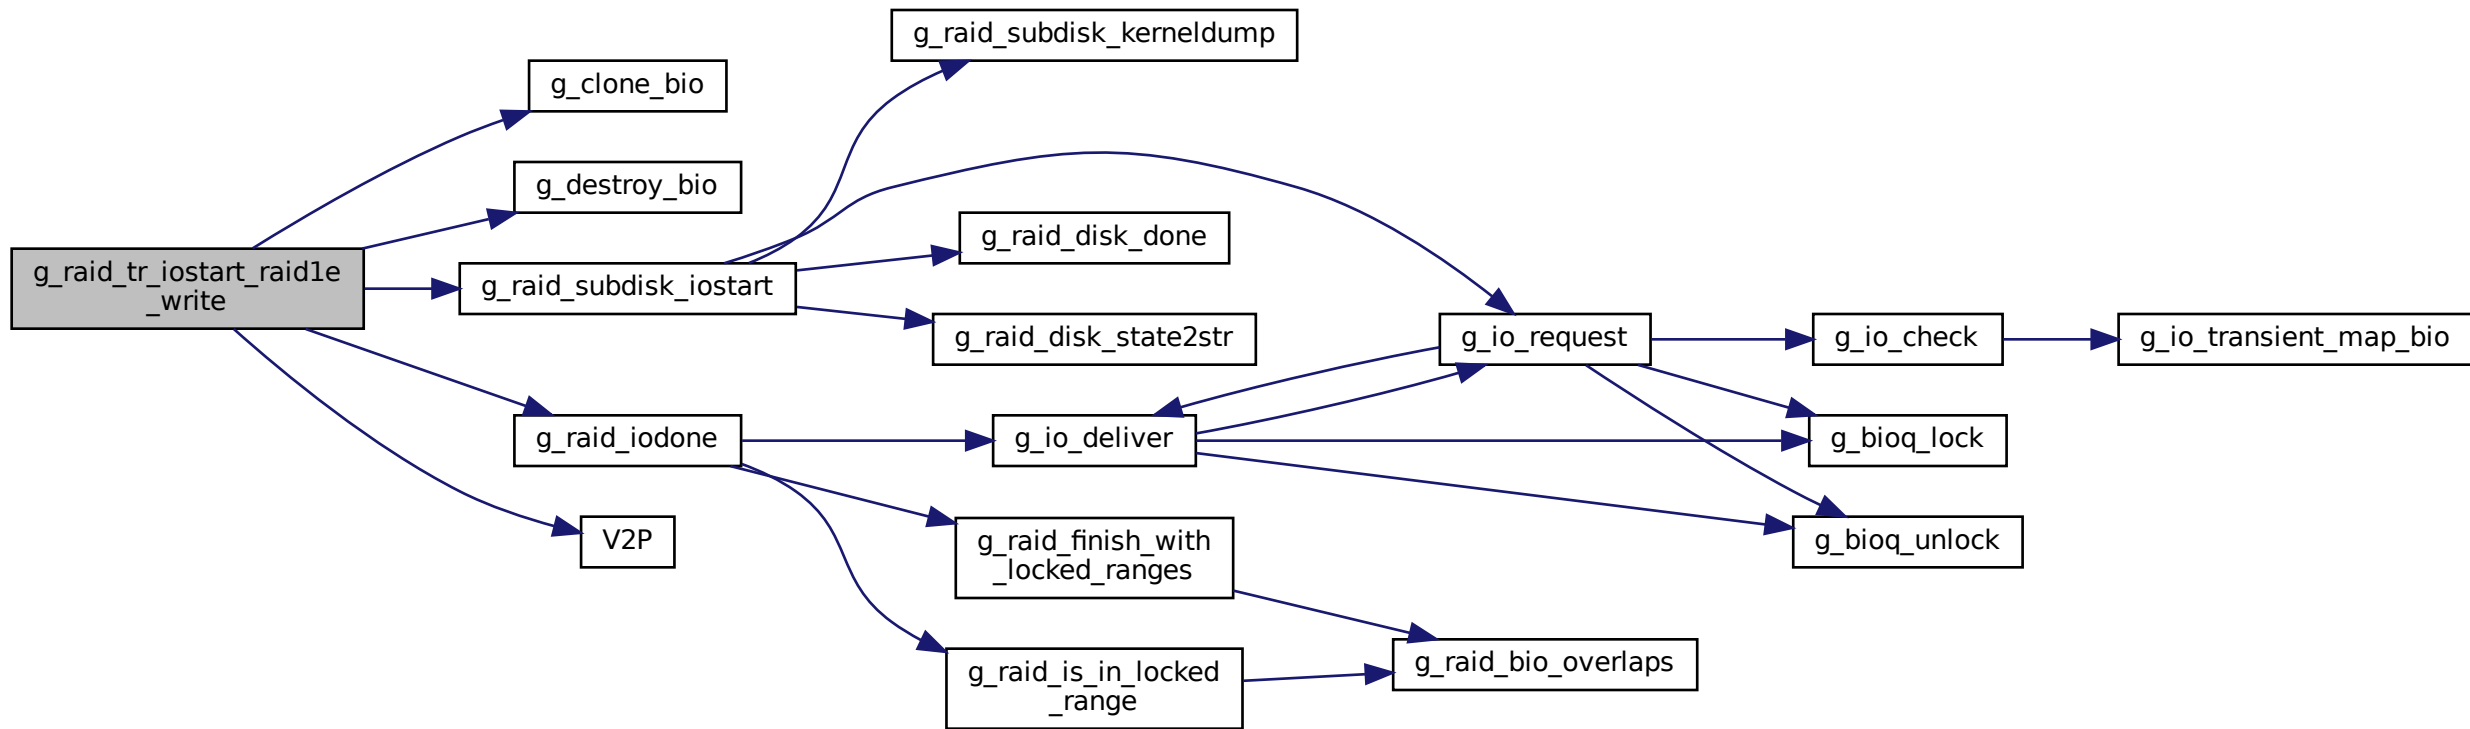 g_raid_tr_iostart_raid1e
_write
g_clone_bio
g_destroy_bio
g_raid_subdisk_iostart
g_raid_iodone
V2P
g_raid_subdisk_kerneldump
g_raid_disk_done
g_raid_disk_state2str
g_io_deliver
g_raid_finish_with
_locked_ranges
g_raid_is_in_locked
_range
g_io_request
g_raid_bio_overlaps
g_io_check
g_bioq_lock
g_bioq_unlock
g_io_transient_map_bio